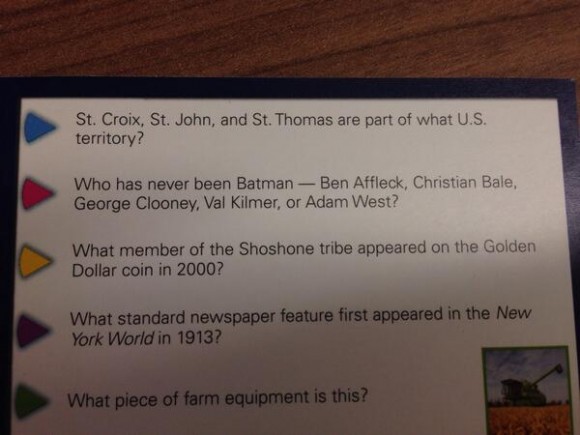 St. Croix, St. John, and St. Thomas are part of what U.S.
territory?
Who has never been Batman — Ben Affleck, Christian Bale,
George Clooney, Val Kilmer, or Adam West?
What member of the Shoshone tribe appeared on the Golden
Dollar coin in 2000?
What standard newspaper feature first appeared in the New
York World in 1913?
What piece of farm equipment is this?